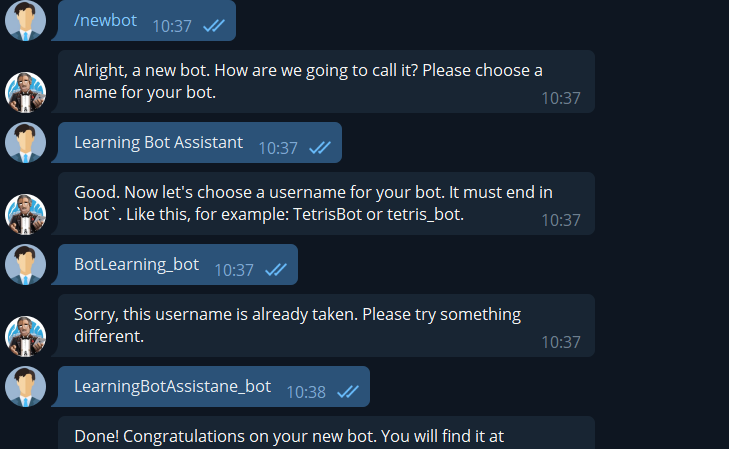 /newbot 10:37
Alright, a new bot. How are we going to call it? Please choose a
name for your bot.
10:37
Learning Bot Assistant 10:37
Good. Now let's choose a username for your bot. It must end in
`bot`. Like this, for example: TetrisBot or tetris_bot.
10:37
BotLearning_bot 10:37
Sorry, this username is already taken. Please try something
different.
10:37
LearningBotAssistane_bot 10:38
Done! Congratulations on your new bot. You will find it at